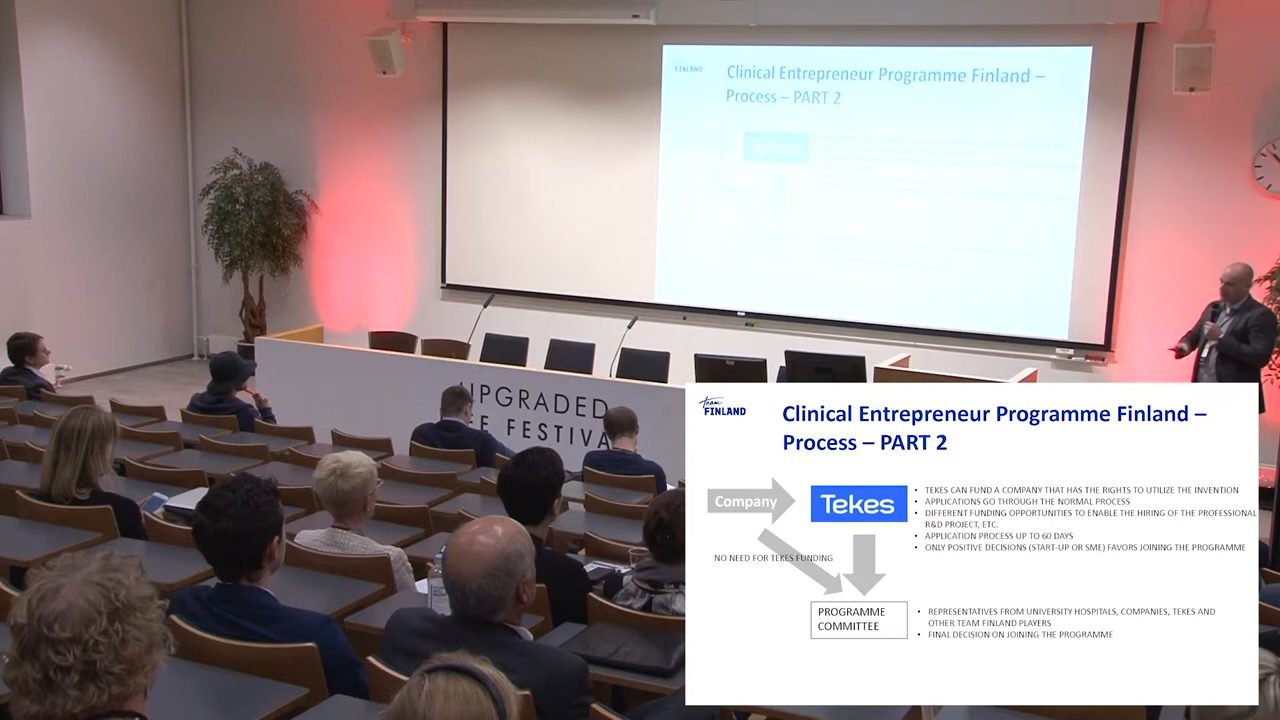 FINLAND
Clinical Entrepreneur Programme Finland –
Process – PART 2
Tekes
UPGRADED
FESTIVA
team
FINLAND
Clinical Entrepreneur Programme Finland –
Process – PART 2
Company
Tekes
• TEKES CAN FUND A COMPANY THAT HAS THE RIGHTS TO UTILIZE THE INVENTION
• APPLICATIONS GO THROUGH THE NORMAL PROCESS
• DIFFERENT FUNDING OPPORTUNITIES TO ENABLE THE HIRING OF THE PROFESSIONAL
R&D PROJECT, ETC.
• APPLICATION PROCESS UP TO 60 DAYS
• ONLY POSITIVE DECISIONS (START-UP OR SME) FAVORS JOINING THE PROGRAMME
NO NEED FOR TEKES FUNDING
PROGRAMME
COMMITTEE
• REPRESENTATIVES FROM UNIVERSITY HOSPITALS, COMPANIES, TEKES AND
OTHER TEAM FINLAND PLAYERS
• FINAL DECISION ON JOINING THE PROGRAMME